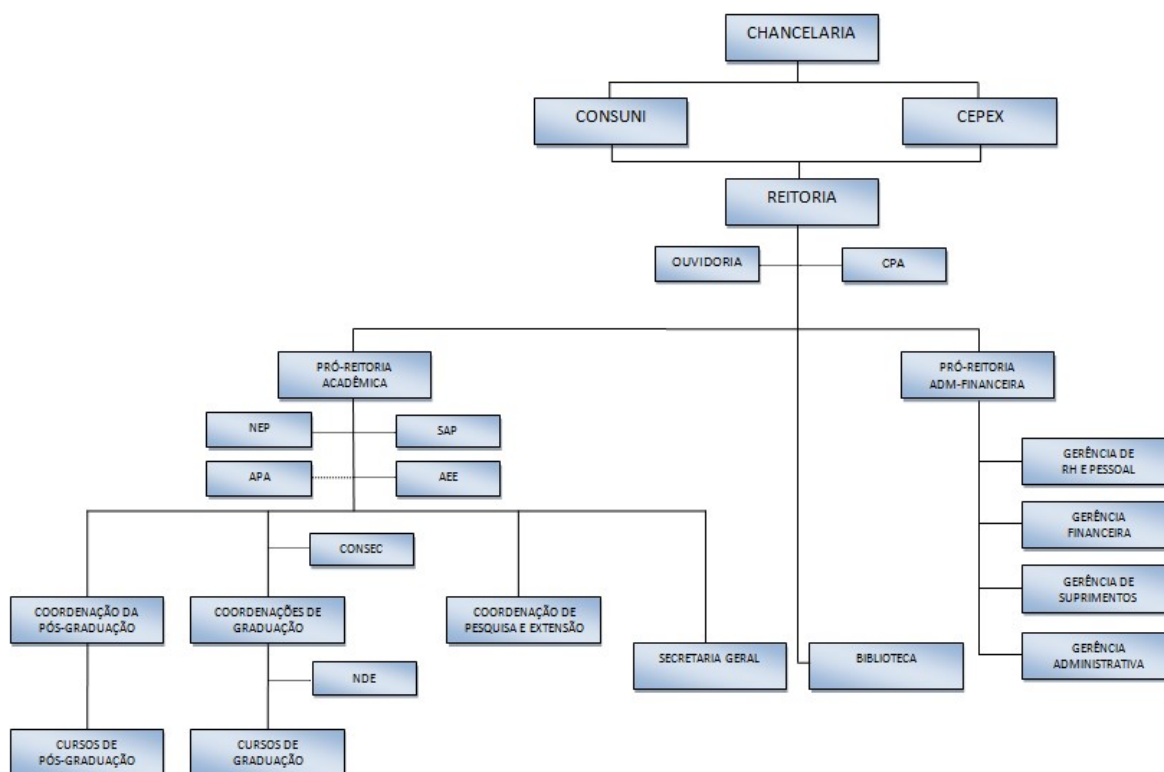 CHANCELARIA
CONSUNI
CEPEX
REITORIA
OUVIDORIA
CPA
PRÓ-REITORIA
ACADÊMICA
PRÓ-REITORIA
ADM-FINANCEIRA
NEP
SAP
APA
AEE
GERÊNCIA DE
RH E PESSOAL
GERÊNCIA
FINANCEIRA
CONSEC
GERÊNCIA DE
SUPRIMENTOS
COORDENAÇÃO DA
PÓS-GRADUAÇÃO
COORDENAÇÕES DE
GRADUAÇÃO
COORDENAÇÃO DE
PESQUISA E EXTENSÃO
SECRETARIA GERAL
BIBLIOTECA
GERÊNCIA
ADMINISTRATIVA
NDE
CURSOS DE
PÓS-GRADUAÇÃO
CURSOS DE
GRADUAÇÃO